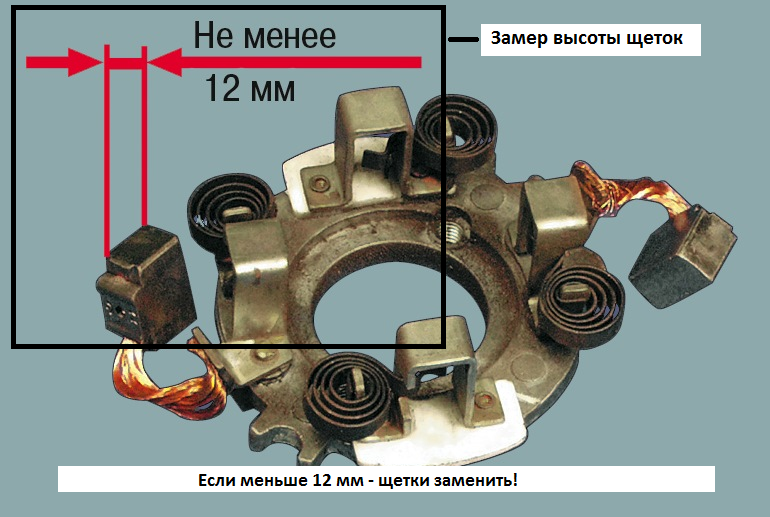 Не менее
12 мм
Замер высоты щеток
Если меньше 12 мм - щетки заменить!